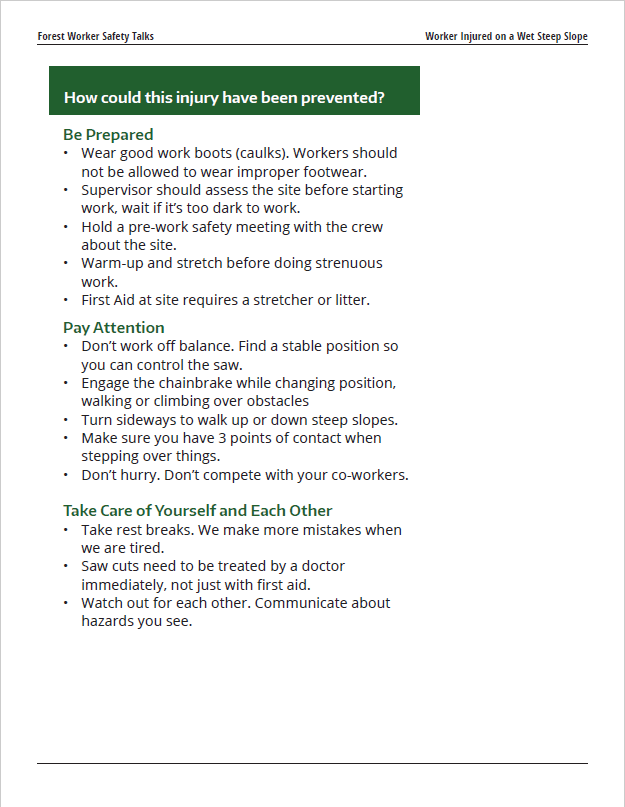 Forest Worker Safety Talks
Worker Injured on a Wet Steep Slope
How could this injury have been prevented?
Be Prepared
• Wear good work boots (caulks). Workers should
not be allowed to wear improper footwear.
• Supervisor should assess the site before starting
work, wait if it’s too dark to work.
• Hold a pre-work safety meeting with the crew
about the site.
• Warm-up and stretch before doing strenuous
work.
• First Aid at site requires a stretcher or litter.
Pay Attention
• Don’t work off balance. Find a stable position so
you can control the saw.
• Engage the chainbrake while changing position,
walking or climbing over obstacles
• Turn sideways to walk up or down steep slopes.
• Make sure you have 3 points of contact when
stepping over things.
• Don’t hurry. Don’t compete with your co-workers.
Take Care of Yourself and Each Other
• Take rest breaks. We make more mistakes when
we are tired.
• Saw cuts need to be treated by a doctor
immediately, not just with first aid.
• Watch out for each other. Communicate about
hazards you see.